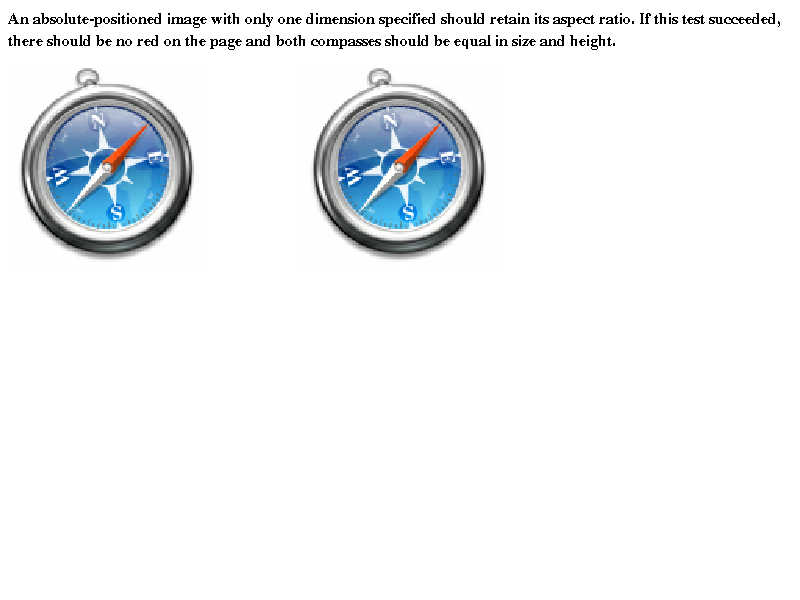 An absolute-positioned image with only one dimension specified should retain its aspect ratio. If this test succeeded,
there should be no red on the page and both compasses should be equal in size and height.
N
E
S
W
N
E
S
W